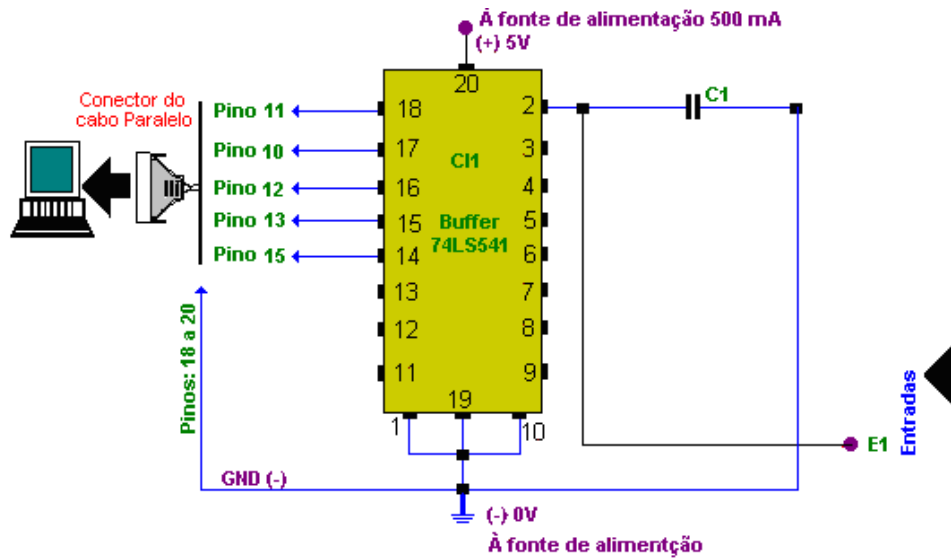 À fonte de alimentação 500 mA
(+) 5V
Conector do
cabo Paralelo
Pino 11
Pino 10
Pino 12
Pino 13
Pino 15
20
18
17
16
15
14
13
12
11
2
3
4
5
6
7
8
9
CI1
Buffer
74LS541
19
1
10
C1
E1
Entradas
Pinos: 18 a 20
GND (-)
(-) 0V
À fonte de alimentção